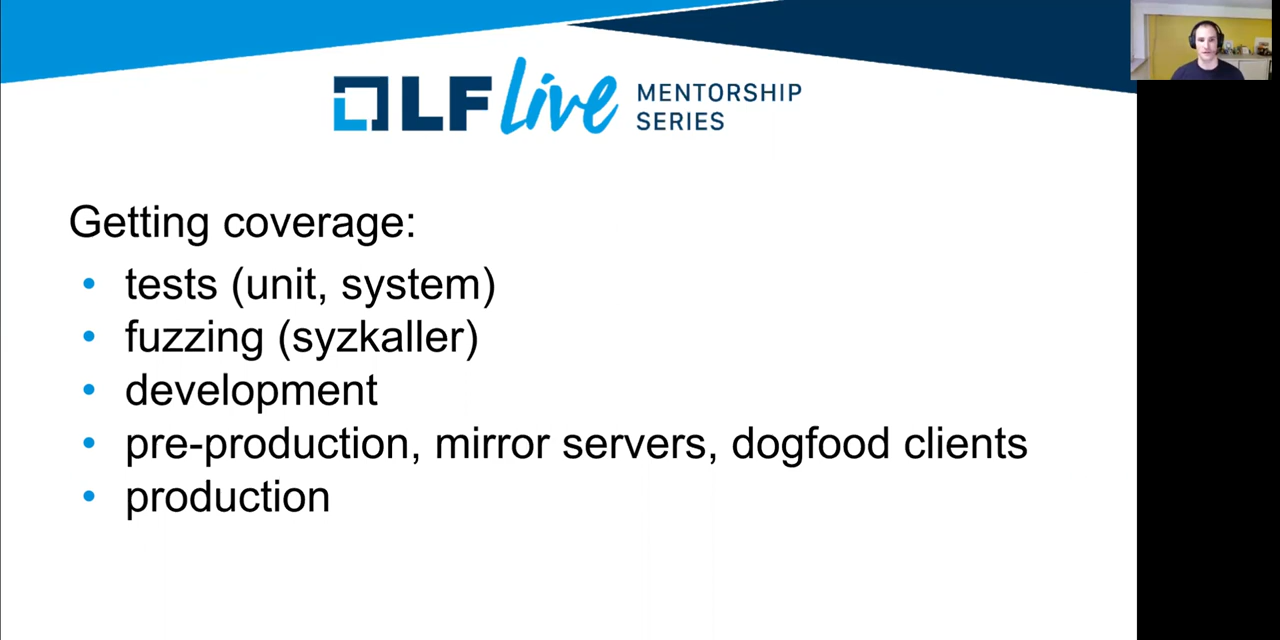 LF Live MENTORSHIP
SERIES
Getting coverage:
• tests (unit, system)
• fuzzing (syzkaller)
• development
• pre-production, mirror servers, dogfood clients
• production